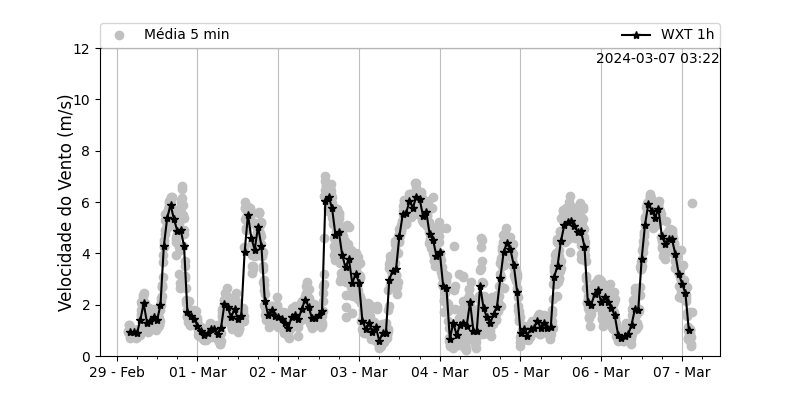 Média 5 min
WXT 1h
2024-03-07 03:22
Velocidade do Vento (m/s)
12
10
8
6
4
2
0
29 - Feb
01 - Mar
02 - Mar
03 - Mar
04 - Mar
05 - Mar
06 - Mar
07 - Mar